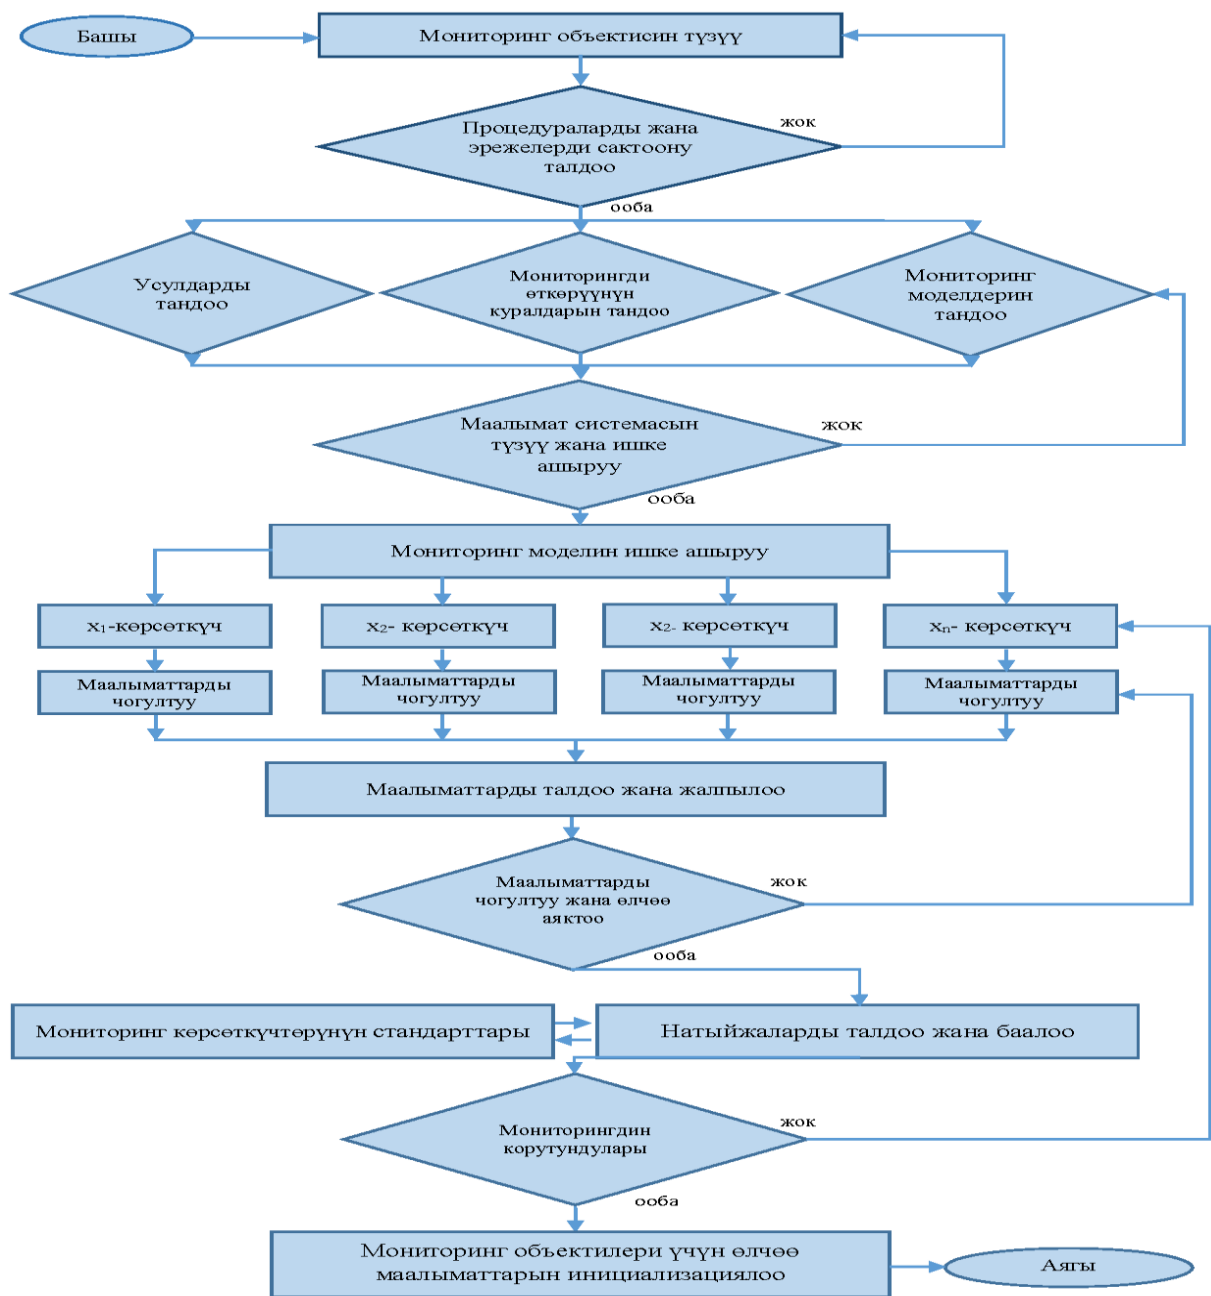 Башы
Мониторинг объектисин түзүү
Процедураларды жана
эрежелерди сактоону
талдоо
жок
ооба
Усулдарды
тандоо
Мониторингди
өткөрүүнүн
куралдарын тандоо
Мониторинг
моделдерин
тандоо
Маалымат системасын
түзүү жана ишке
ашыруу
жок
ооба
Мониторинг моделин ишке ашыруу
x₁-көрсөткүч
x₂- көрсөткүч
x₂- көрсөткүч
xₙ- көрсөткүч
Маалыматтарды
чогултуу
Маалыматтарды
чогултуу
Маалыматтарды
чогултуу
Маалыматтарды
чогултуу
Маалыматтарды талдоо жана жалпылоо
Маалыматтарды
чогултуу жана өлчөө
аяктоо
жок
ооба
Мониторинг көрсөткүчтөрүнүн стандарттары
Натыйжаларды талдоо жана баалоо
Мониторингдин
корутундулары
жок
ооба
Мониторинг объектилери үчүн өлчөө
маалыматтарын инициализациялоо
Аягы